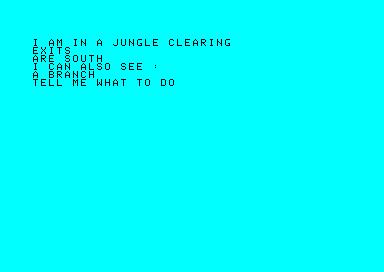 I AM IN A JUNGLE CLEARING
EXITS
ARE SOUTH
I CAN ALSO SEE :
A BRANCH
TELL ME WHAT TO DO